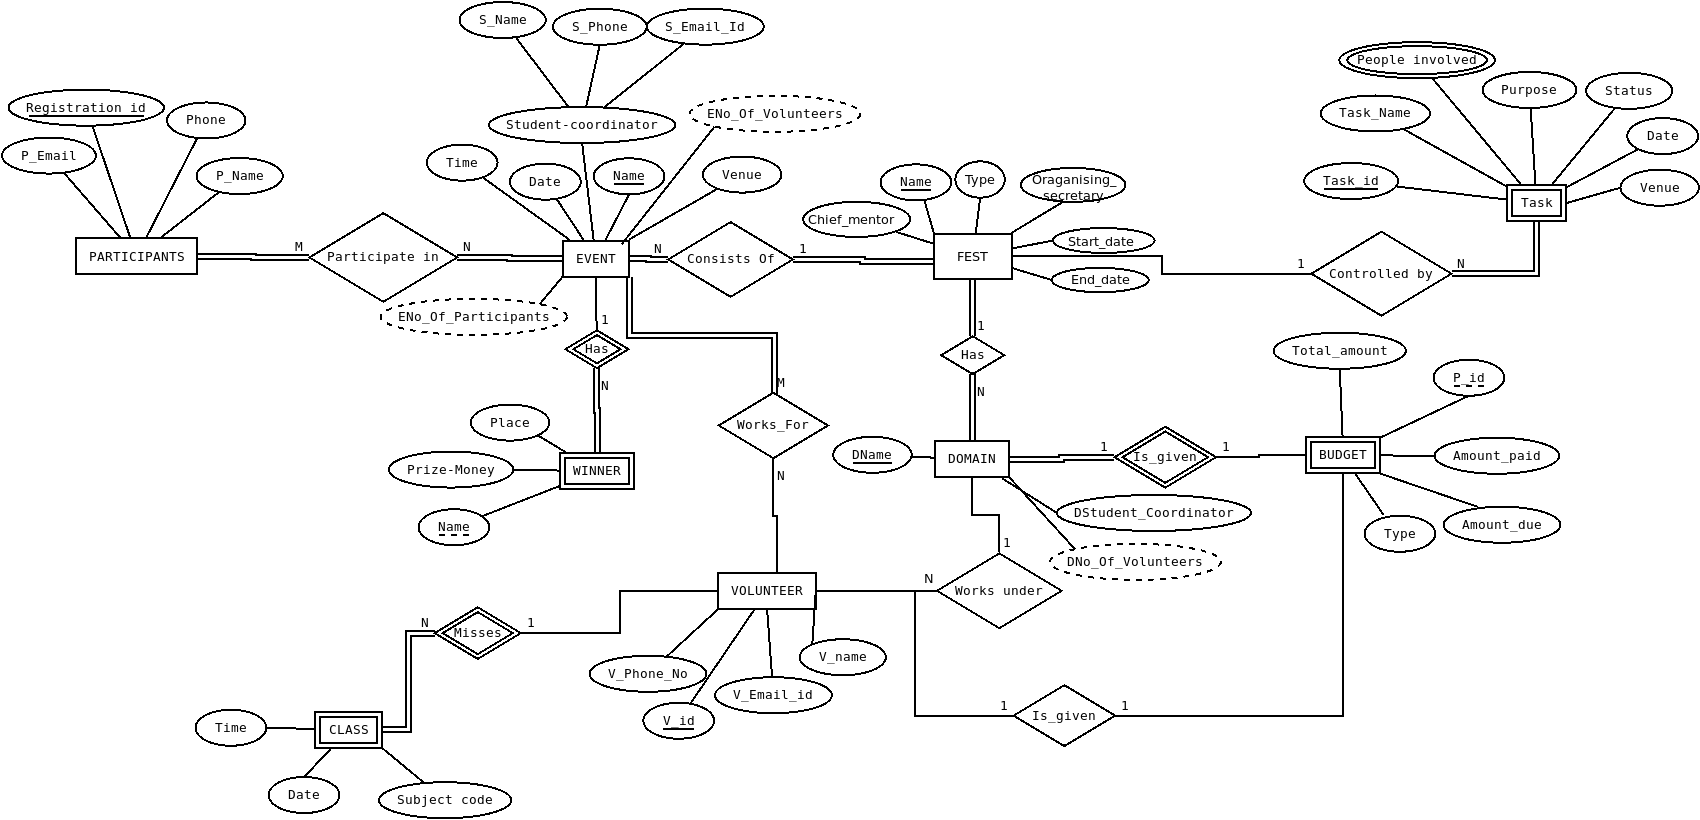 S_Name
S_Phone
S_Email_Id
People involved
Registration id
Phone
Student-coordinator
ENo_Of_Volunteers
Task_Name
Purpose
Status
P_Email
P_Name
Time
Date
Name
Venue
Name
Type
Oraganising_
secretary
Task_id
Date
Venue
Chief_mentor
Start_date
End_date
Task
PARTICIPANTS
M
Participate in
N
EVENT
N
Consists Of
1
FEST
1
Controlled by
N
ENo_Of_Participants
1
Has
N
1
Has
N
Total_amount
P_id
M
Works_For
N
Place
Prize-Money
Name
WINNER
DName
DOMAIN
1
Is_given
1
BUDGET
Amount_paid
Amount_due
Type
DStudent_Coordinator
DNo_Of_Volunteers
1
Works under
N
VOLUNTEER
N
Misses
1
V_Phone_No
V_id
V_Email_id
V_name
1
Is_given
1
Time
CLASS
Date
Subject code